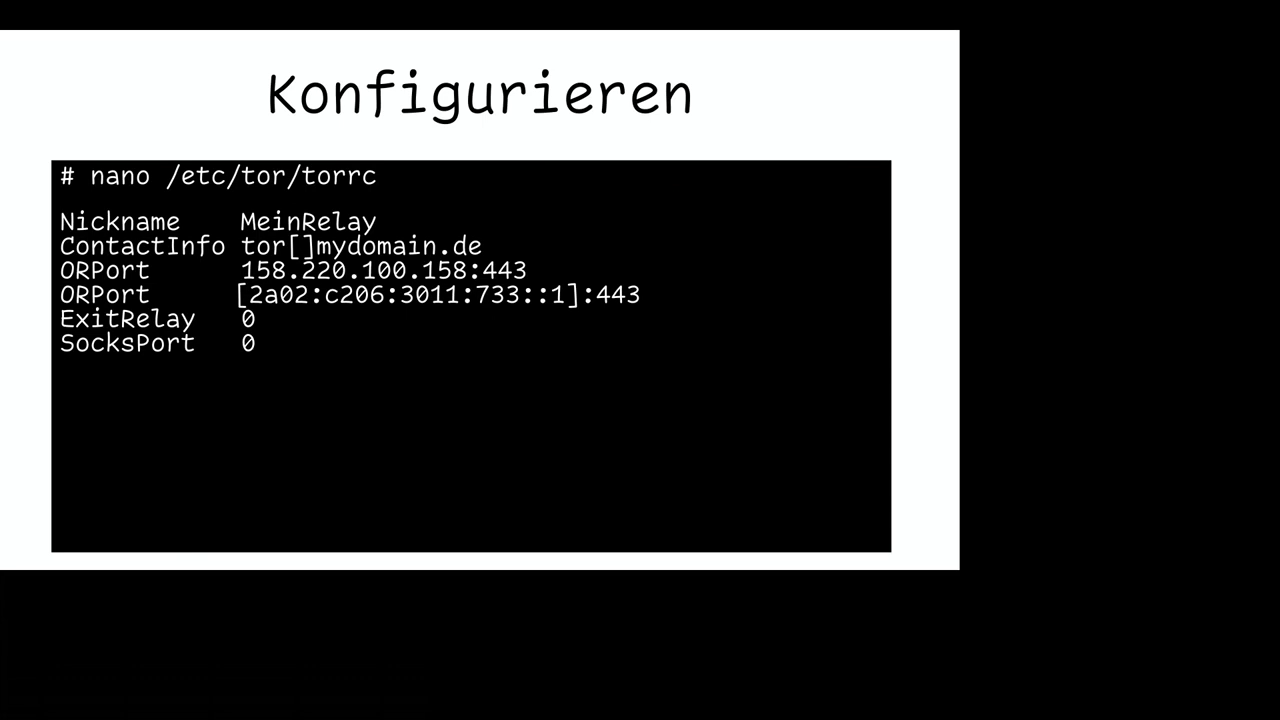 Konfigurieren
# nano /etc/tor/torrc
Nickname MeinRelay
ContactInfo tor[]mydomain.de
ORPort 158.220.100.158:443
ORPort [2a02:c206:3011:733::1]:443
ExitRelay 0
SocksPort 0